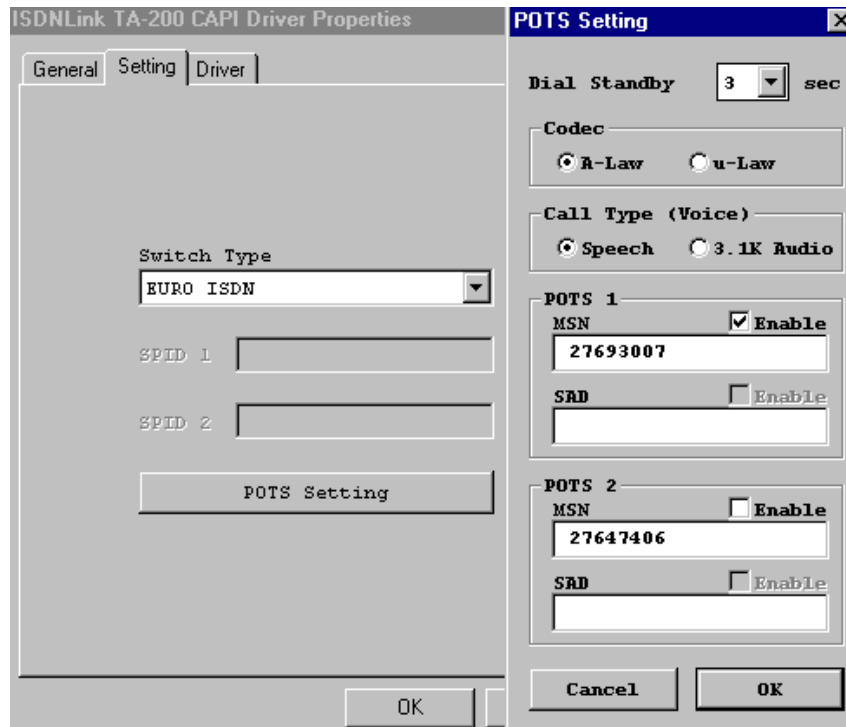 ISDNLink TA-200 CAPI Driver Properties
General Setting Driver
Switch Type
EURO ISDN
SPID 1
SPID 2
POTS Setting
OK
POTS Setting
Dial Standby 3 sec
Codec
A-Law u-Law
Call Type (Voice)
Speech 3.1K Audio
POTS 1
MSN Enable
27693007
SAD Enable
POTS 2
MSN Enable
27647406
SAD Enable
Cancel OK